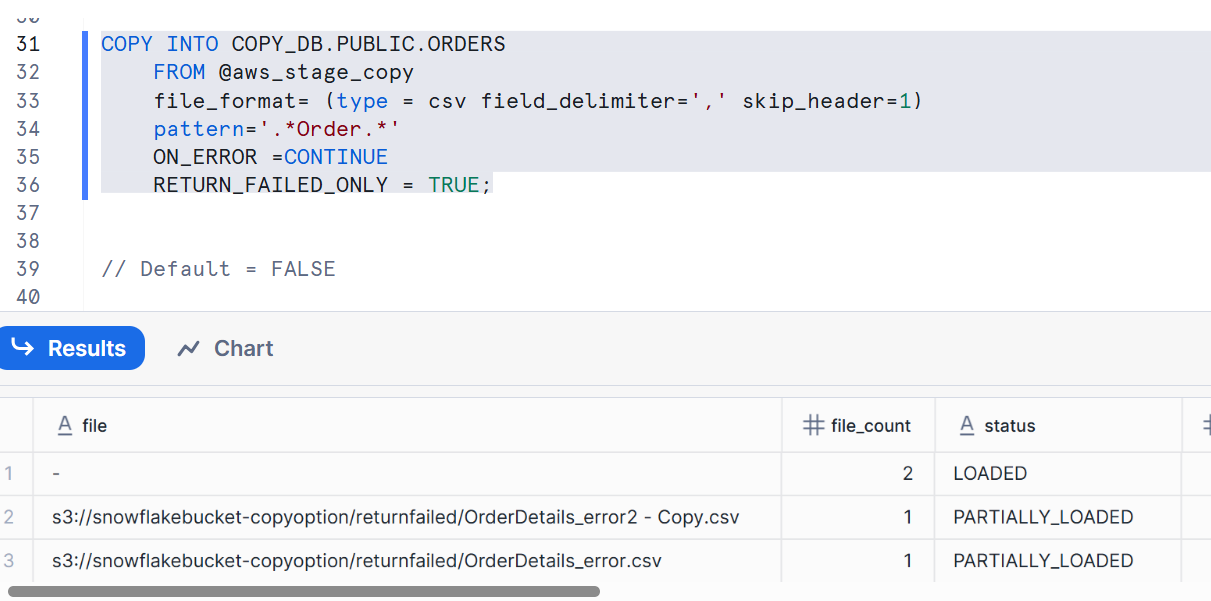 31 COPY INTO COPY_DB.PUBLIC.ORDERS
32 FROM @aws_stage_copy
33 file_format= (type = csv field_delimiter=',' skip_header=1)
34 pattern='.*Order.*'
35 ON_ERROR =CONTINUE
36 RETURN_FAILED_ONLY = TRUE;
37
38
39 // Default = FALSE
40
Results Chart
file file_count status
1 - 2 LOADED
2 s3://snowflakebucket-copyoption/returnfailed/OrderDetails_error2 - Copy.csv 1 PARTIALLY_LOADED
3 s3://snowflakebucket-copyoption/returnfailed/OrderDetails_error.csv 1 PARTIALLY_LOADED